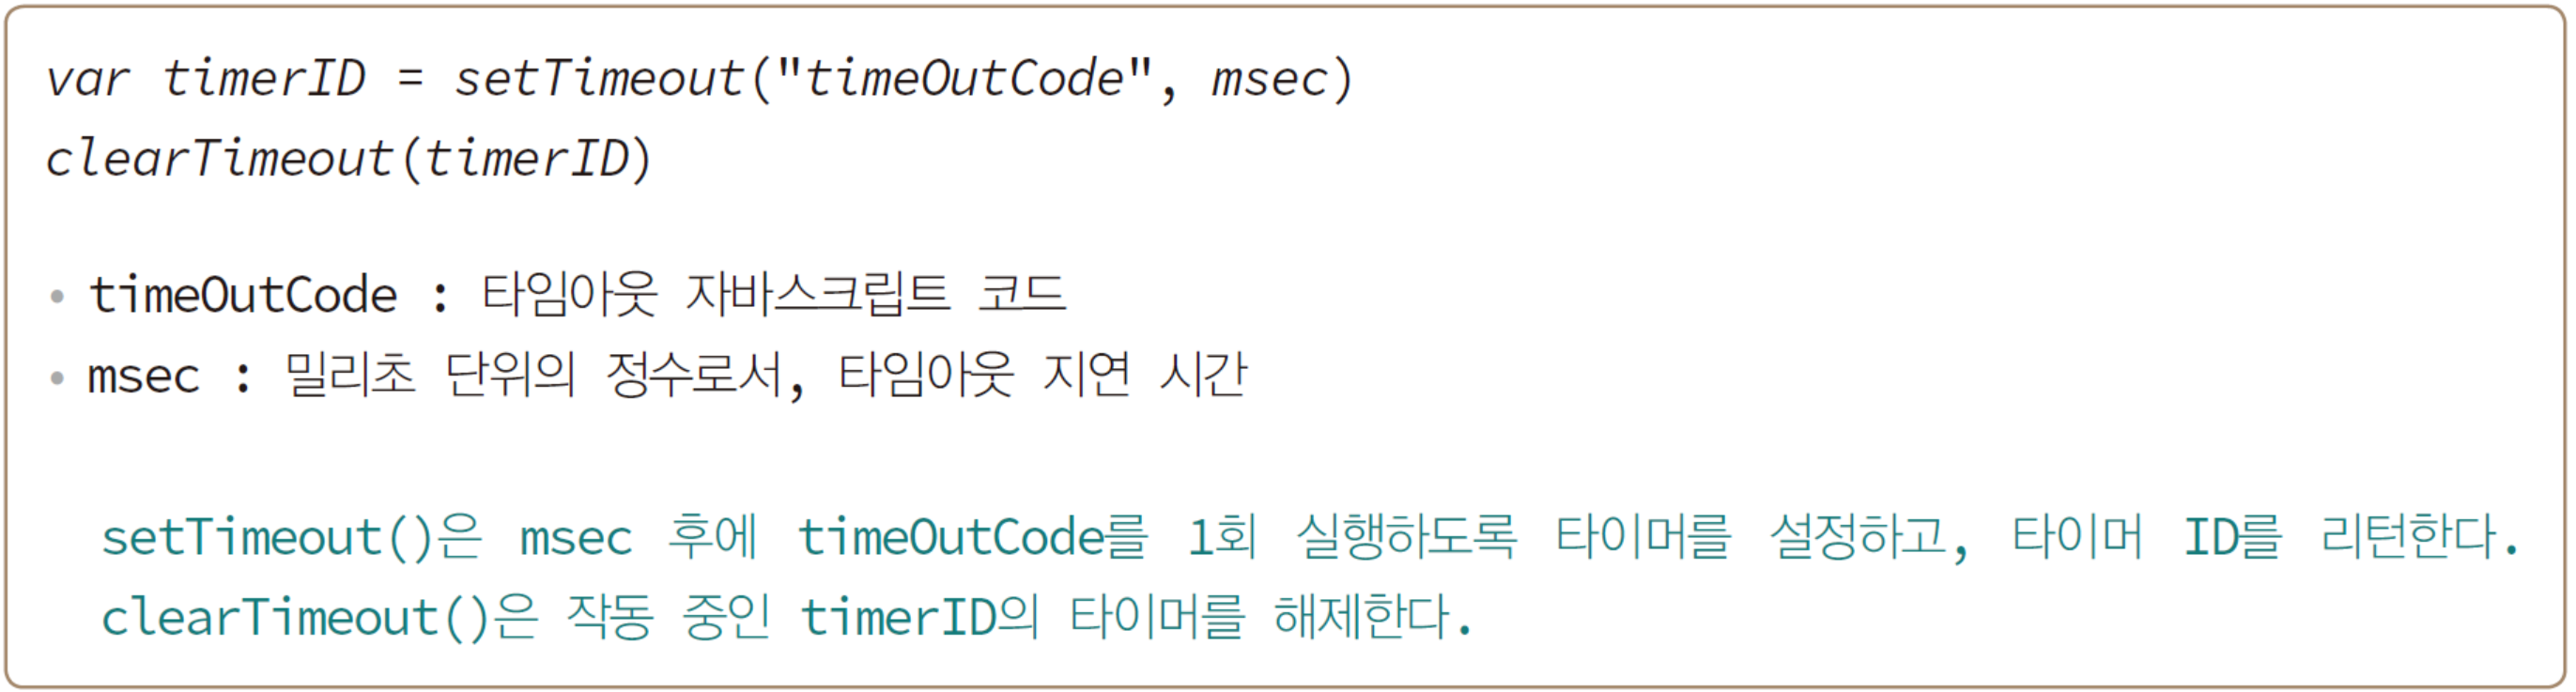 var timerID = setTimeout("timeOutCode", msec)
clearTimeout(timerID)
• timeOutCode : 타임아웃 자바스크립트 코드
• msec : 밀리초 단위의 정수로서, 타임아웃 지연 시간
setTimeout()은 msec 후에 timeOutCode를 1회 실행하도록 타이머를 설정하고, 타이머 ID를 리턴한다.
clearTimeout()은 작동 중인 timerID의 타이머를 해제한다.